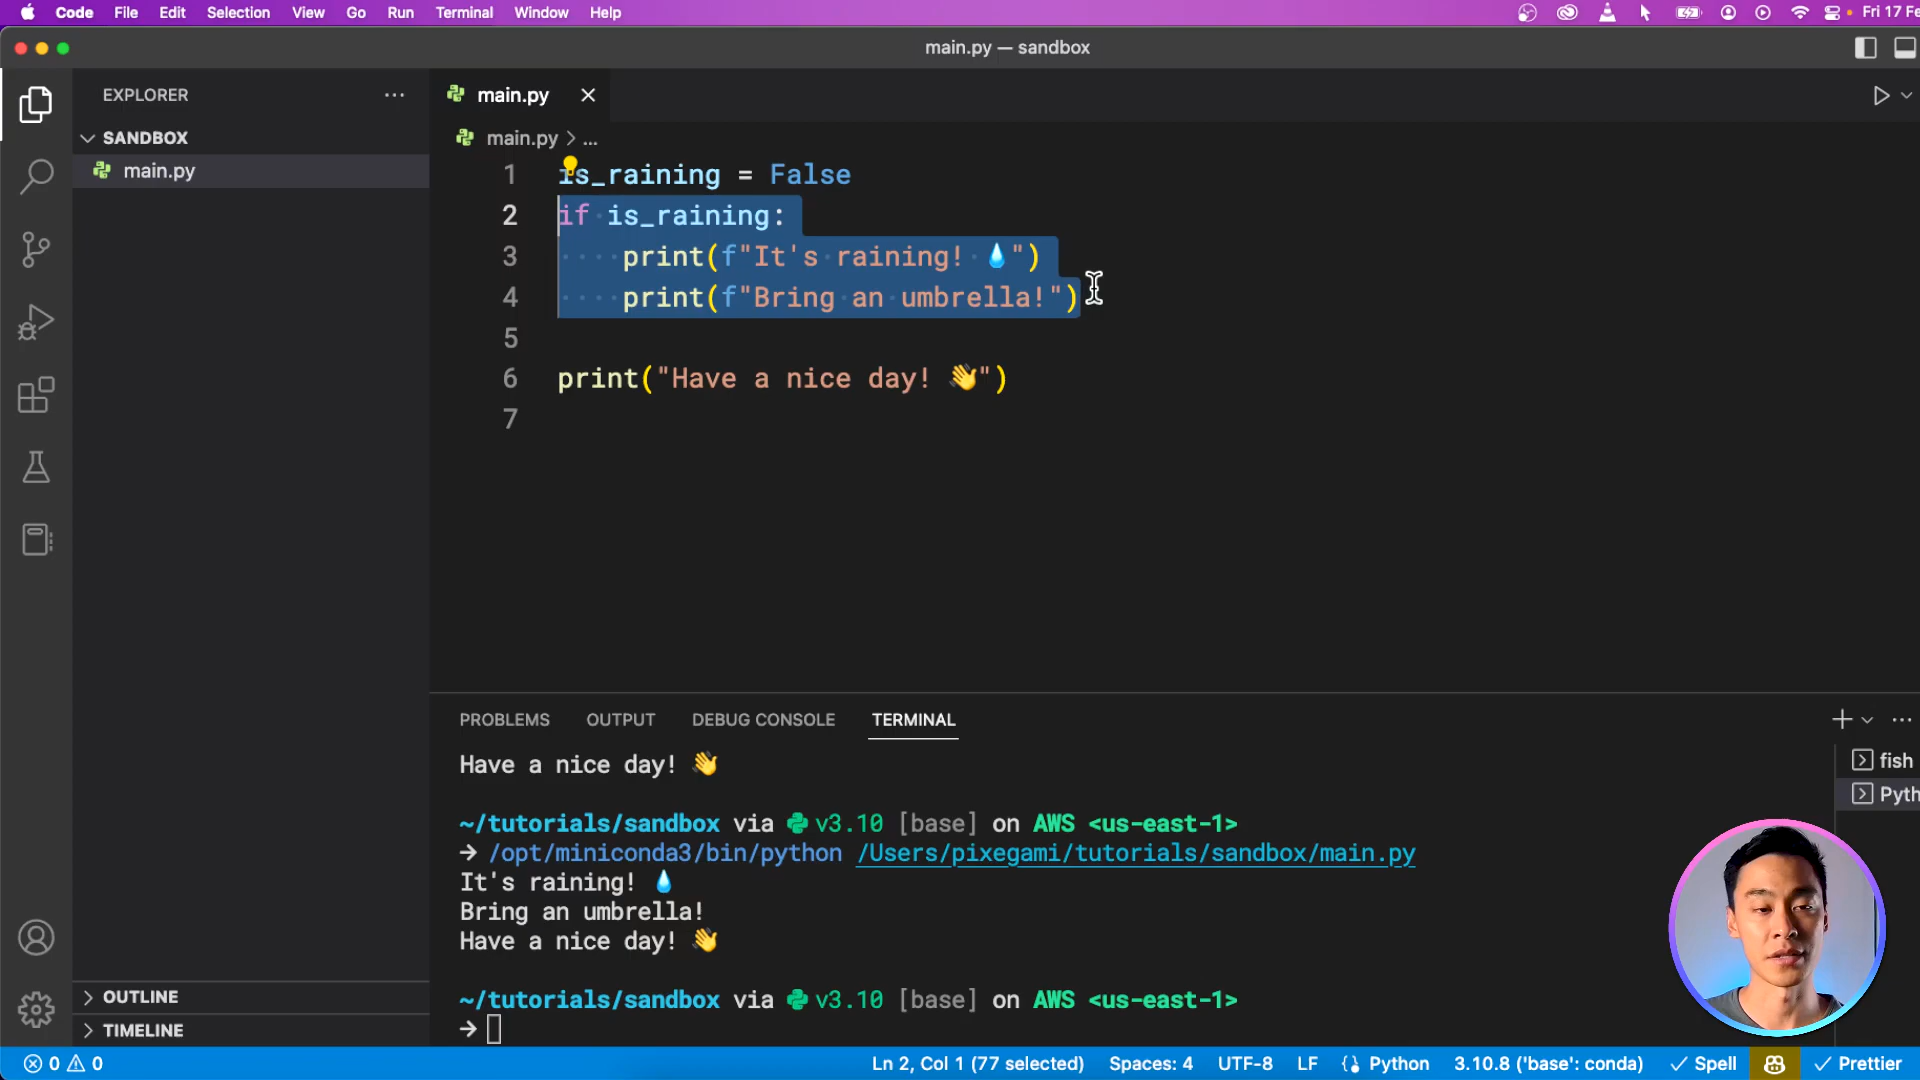 Code File Edit Selection View Go Run Terminal Window Help Fri 17 Fe
main.py — sandbox
EXPLORER
main.py
SANDBOX
main.py > ...
main.py
1 is_raining = False
2 if is_raining:
3 print(f"It's raining! 💧")
4 print(f"Bring an umbrella!")
5
6 print("Have a nice day! 👋")
7
PROBLEMS OUTPUT DEBUG CONSOLE TERMINAL
Have a nice day! 👋
fish
~/tutorials/sandbox via v3.10 [base] on AWS <us-east-1>
Pyth
→ /opt/miniconda3/bin/python /Users/pixegami/tutorials/sandbox/main.py
It's raining! 💧
Bring an umbrella!
Have a nice day! 👋
~/tutorials/sandbox via v3.10 [base] on AWS <us-east-1>
→
OUTLINE
TIMELINE
0 0 Ln 2, Col 1 (77 selected) Spaces: 4 UTF-8 LF Python 3.10.8 ('base': conda) Spell Prettier